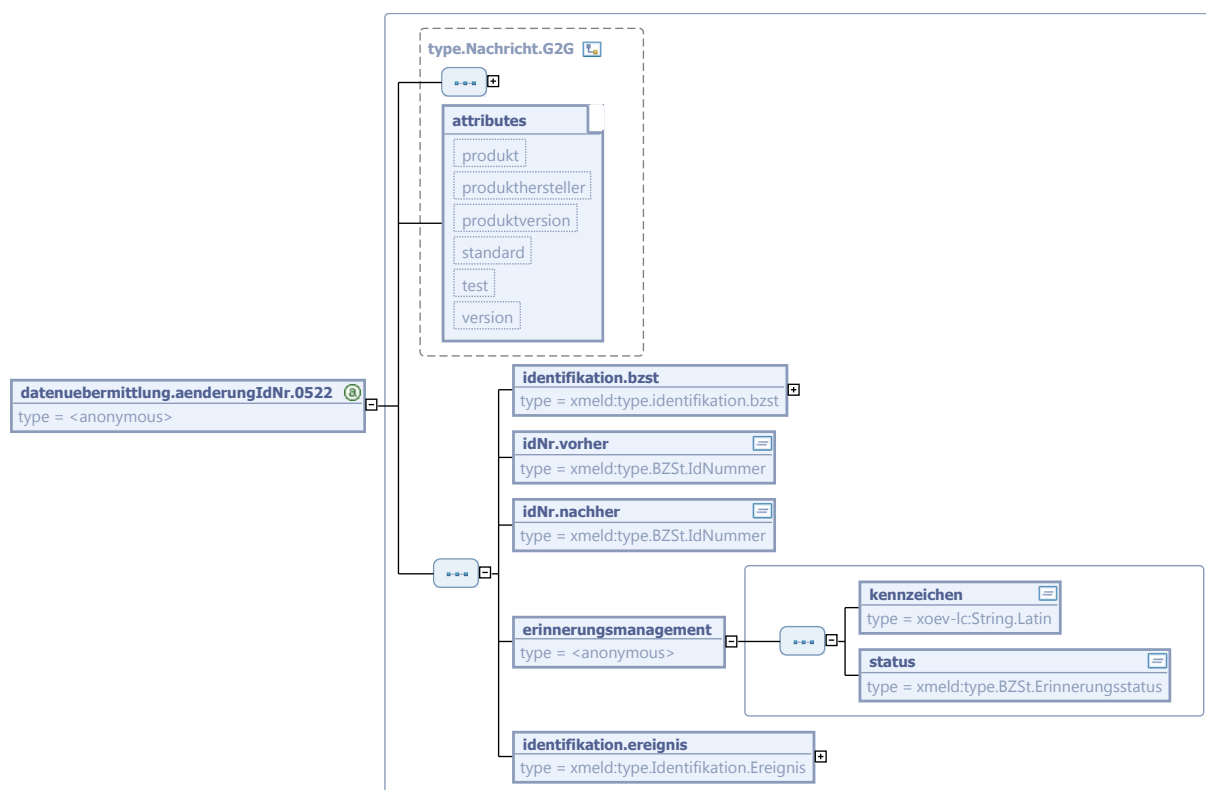 type.Nachricht.G2G
attributes
produkt
produkthersteller
produktversion
standard
test
version
datenuebermittlung.aenderungIdNr.0522 a
type = <anonymous>
identifikation.bzst
type = xmeld:type.identifikation.bzst
idNr.vorher
type = xmeld:type.BZSt.IdNummer
idNr.nachher
type = xmeld:type.BZSt.IdNummer
erinnerungsmanagement
type = <anonymous>
kennzeichen
type = xoev-lc:String.Latin
status
type = xmeld:type.BZSt.Erinnerungsstatus
identifikation.ereignis
type = xmeld:type.Identifikation.Ereignis